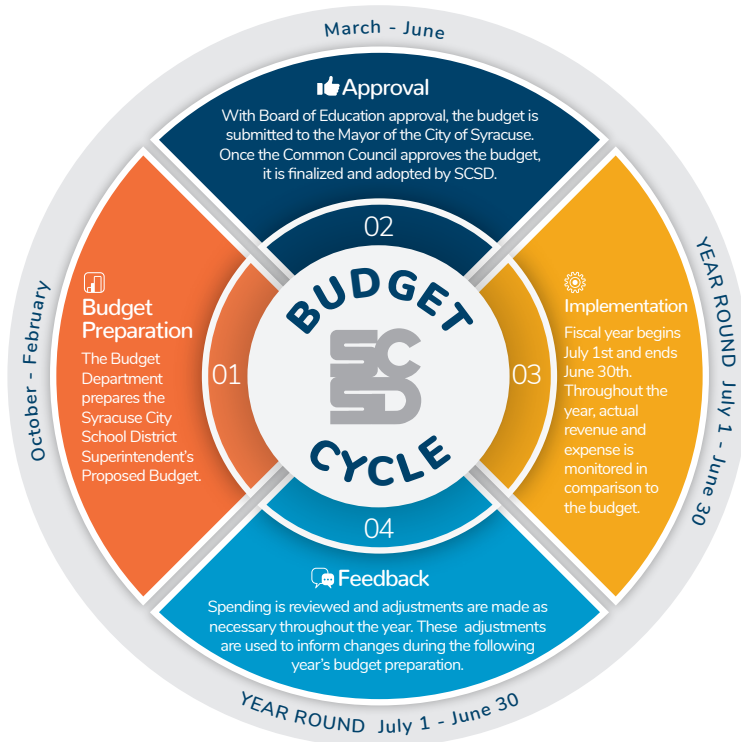 March - June
Approval
With Board of Education approval, the budget is
submitted to the Mayor of the City of Syracuse.
Once the Common Council approves the budget,
it is finalized and adopted by SCSD.
02
October - February
Budget
Preparation
The Budget
Department
prepares the
Syracuse City
School District
Superintendent's
Proposed Budget.
01
BUDGET
SCSD
CYCLE
03
Implementation
Fiscal year begins
July 1st and ends
June 30th.
Throughout the
year, actual
revenue and
expense is
monitored in
comparison to
the budget.
YEAR ROUND July 1 - June 30
04
Feedback
Spending is reviewed and adjustments are made as
necessary throughout the year. These adjustments
are used to inform changes during the following
year's budget preparation.
YEAR ROUND July 1 - June 30